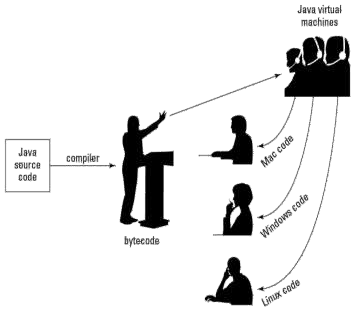 Java virtual
machines
Java
source
code
compiler
bytecode
Mac code
Windows code
Linux code